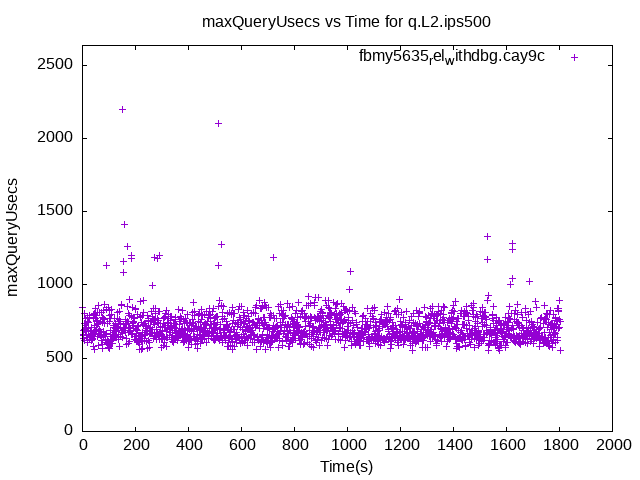 maxQueryUsecs vs Time for q.L2.ips500
fbmy5635relwithdbg.cay9c
2500
2000
1500
1000
500
0
maxQueryUsecs
0 200 400 600 800 1000 1200 1400 1600 1800 2000
Time(s)